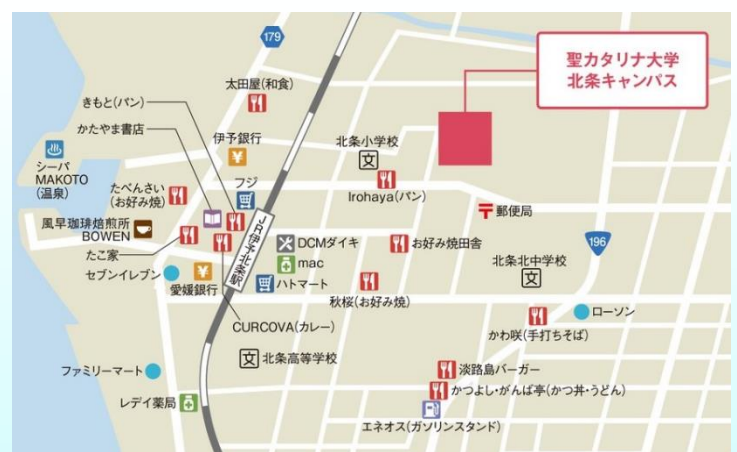 179
太田屋(和食)
聖カタリナ大学
北条キャンパス
きもと(パン)
かたやま書店
伊予銀行
¥
北条小学校
文
シーパ
MAKOTO
(温泉)
フジ
たべんさい
(お好み焼)
Irohaya(パン)
郵便局
風早珈琲焙煎所
BOWEN
JR伊予北条駅
DCMダイキ
お好み焼田舎
196
たこ家
mac
北条北中学校
文
セブンイレブン
¥
愛媛銀行
ハトマート
秋桜(お好み焼)
ローソン
CURCOVA(カレー)
かわ咲(手打ちそば)
文
北条高等学校
ファミリーマート
淡路島バーガー
かつよし・がんば亭(かつ丼・うどん)
レデイ薬局
エネオス(ガソリンスタンド)